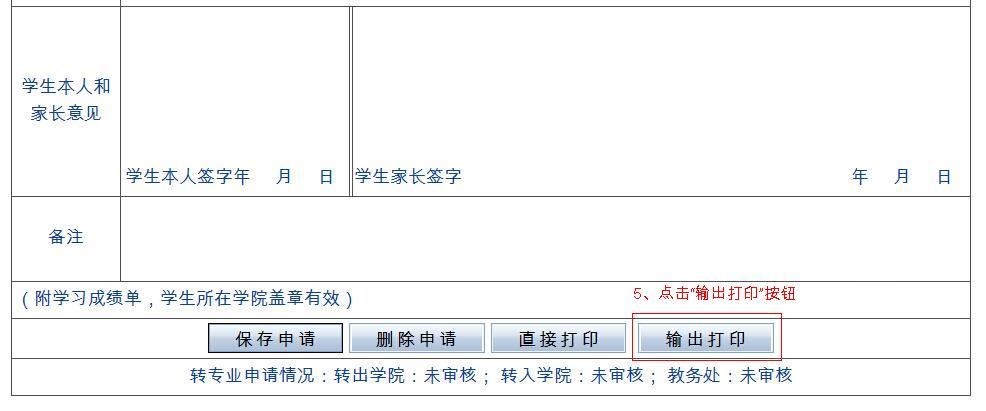 学生本人和
家长意见
学生本人签字年 月 日
学生家长签字 年 月 日
备注
（附学习成绩单，学生所在学院盖章有效）
5、点击“输出打印”按钮
保存申请 删除申请 直接打印 输出打印
转专业申请情况：转出学院：未审核； 转入学院：未审核； 教务处：未审核